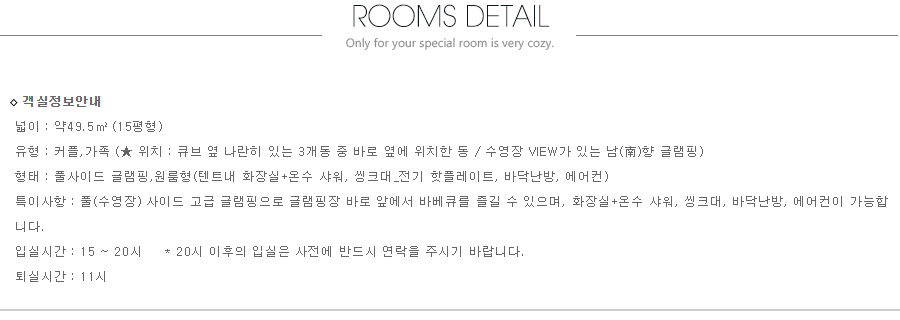 ROOMS DETAIL
Only for your special room is very cozy.
◇ 객실정보안내
넓이 : 약49.5㎡ (15평형)
유형 : 커플,가족 (★ 위치 : 큐브 옆 나란히 있는 3개동 중 바로 옆에 위치한 동 / 수영장 VIEW가 있는 남(南)향 글램핑)
형태 : 풀사이드 글램핑,원룸형(텐트내 화장실+온수 샤워, 씽크대_전기 핫플레이트, 바닥난방, 에어컨)
특이사항 : 풀(수영장) 사이드 고급 글램핑으로 글램핑장 바로 앞에서 바베큐를 즐길 수 있으며, 화장실+온수 샤워, 씽크대, 바닥난방, 에어컨이 가능합
니다.
입실시간 : 15 ~ 20시 * 20시 이후의 입실은 사전에 반드시 연락을 주시기 바랍니다.
퇴실시간 : 11시